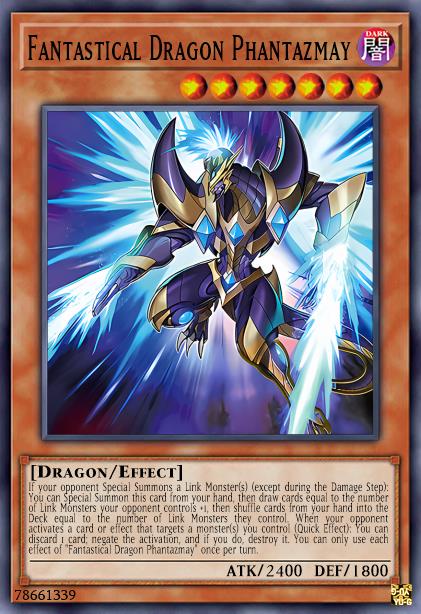 FANTASTICAL DRAGON PHANTAZMAY
DARK
闇
[DRAGON/EFFECT]
If your opponent Special Summons a Link Monster(s) (except during the Damage Step):
You can Special Summon this card from your hand, then draw cards equal to the number
of Link Monsters your opponent controls +1, then shuffle cards from your hand into the
Deck equal to the number of Link Monsters they control. When your opponent
activates a card or effect that targets a monster(s) you control (Quick Effect): You can
discard 1 card; negate the activation, and if you do, destroy it. You can only use each
effect of "Fantastical Dragon Phantazmay" once per turn.
ATK/2400 DEF/1800
78661339